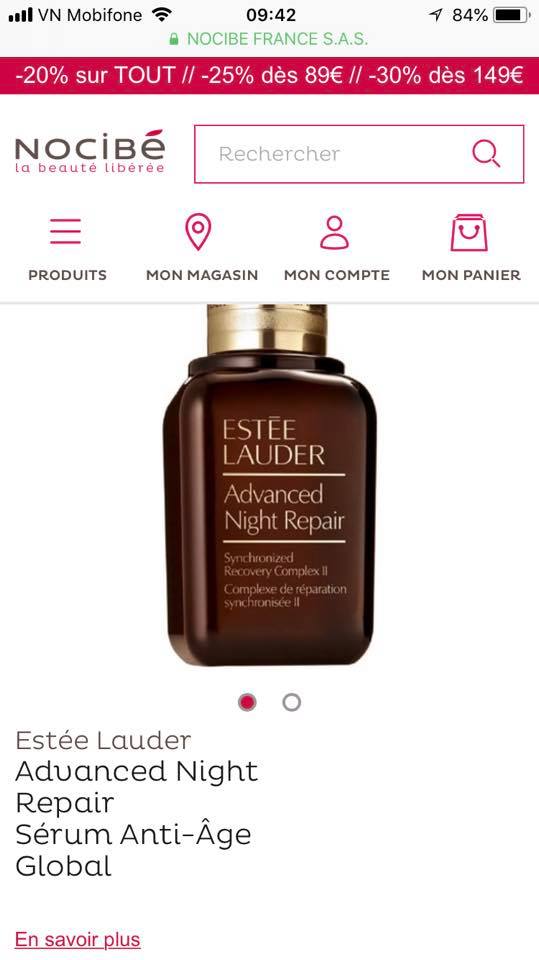 VN Mobifone 09:42 84%
NOCIBE FRANCE S.A.S.
-20% sur TOUT // -25% dès 89€ // -30% dès 149€
NOCIBé
la beauté libérée
Rechercher
PRODUITS MON MAGASIN MON COMPTE MON PANIER
ESTĒE
LAUDER
Advanced
Night Repair
Synchronized
Recovery Complex II
Complexe de réparation
synchronisée II
Estée Lauder
Advanced Night
Repair
Sérum Anti-Âge
Global
En savoir plus